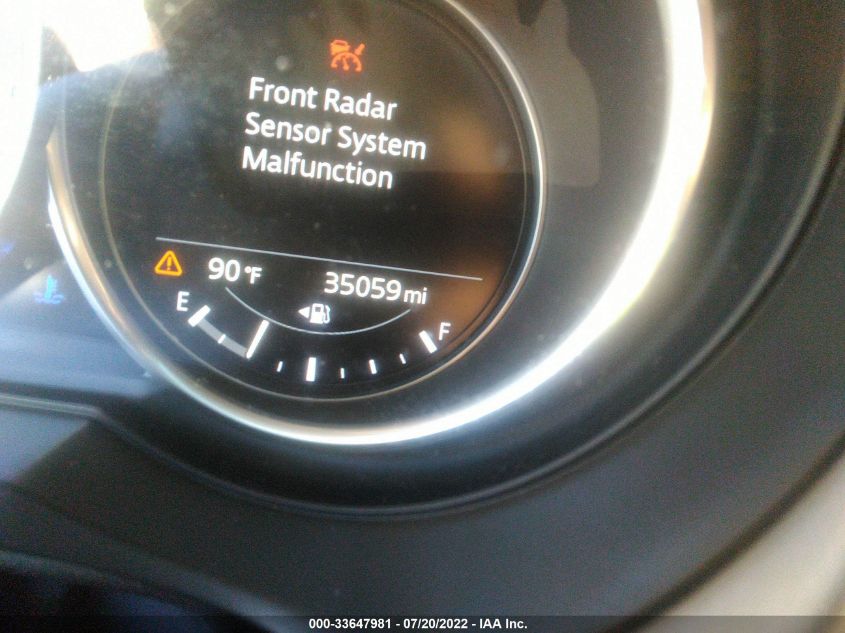 Front Radar
Sensor System
Malfunction
90°F
35059 mi
E
F
000-33647981 - 07/20/2022 - IAA Inc.